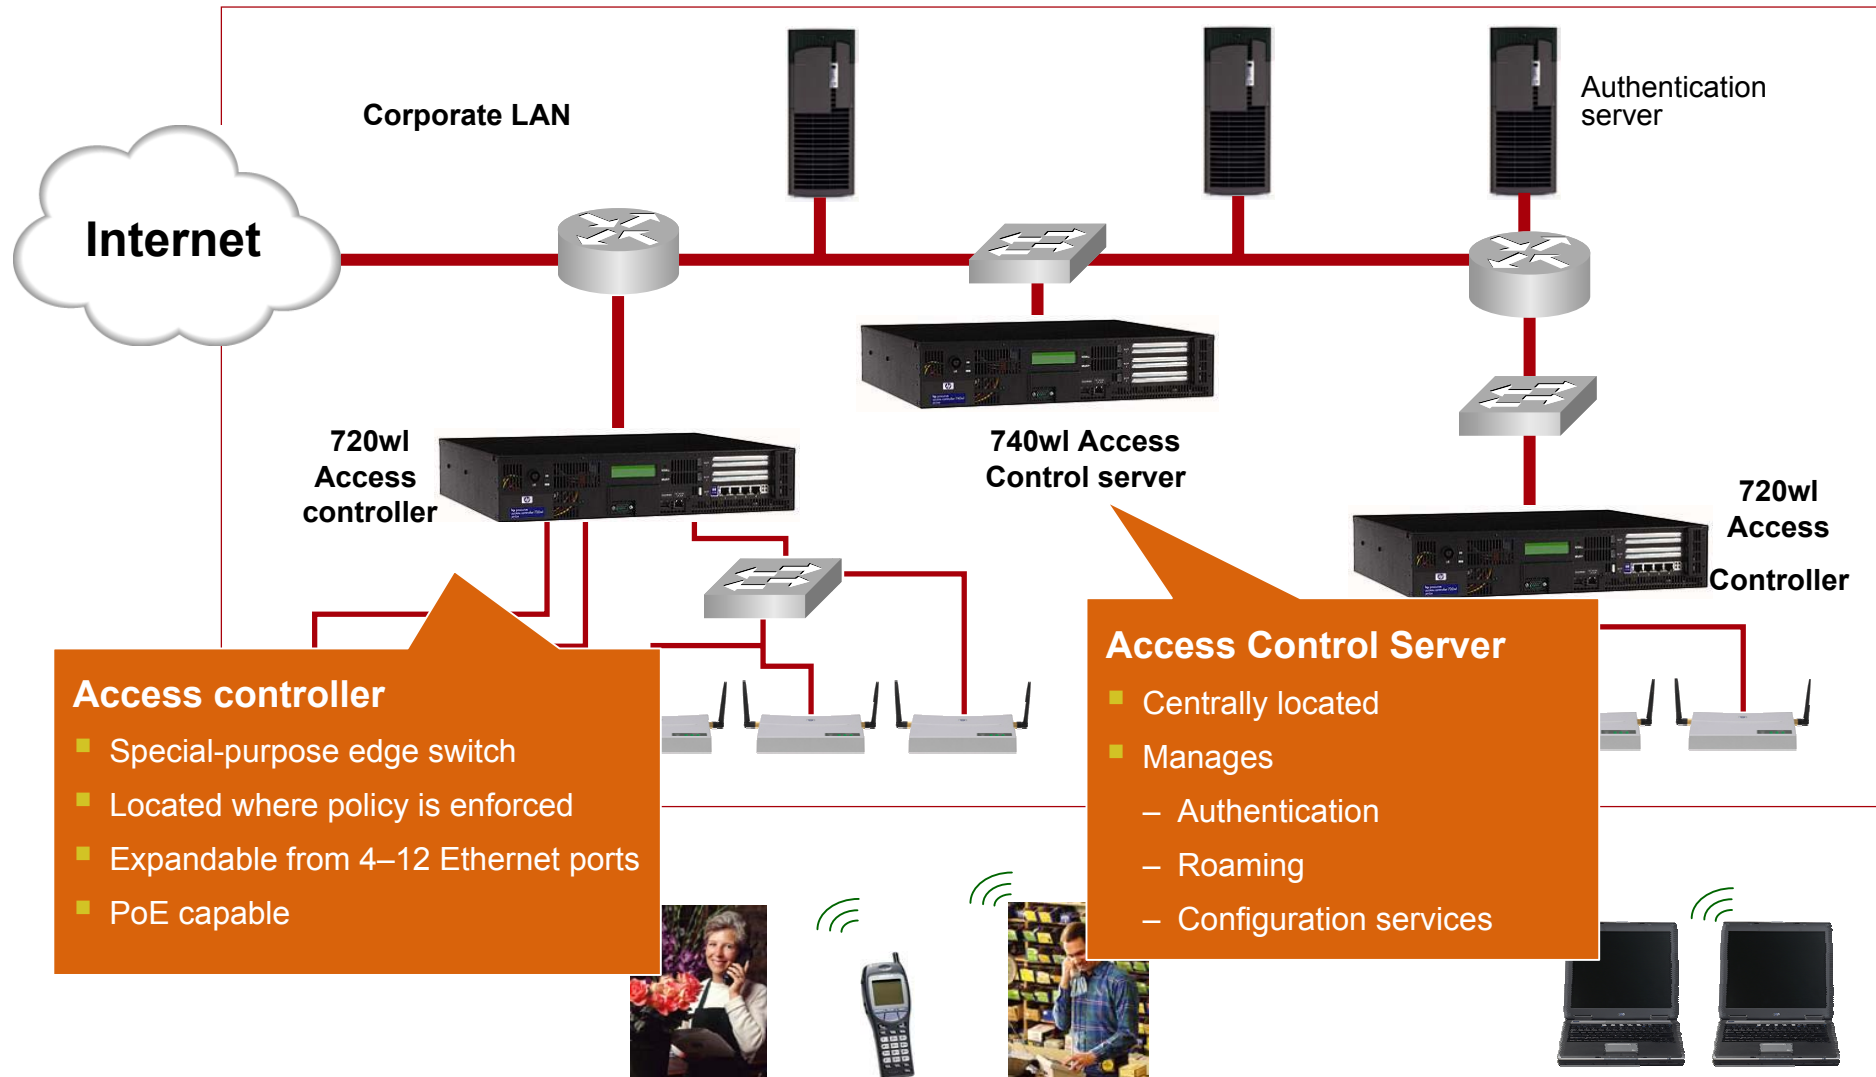 Corporate LAN
Authentication
server
Internet
720wl
Access
controller
740wl Access
Control server
720wl
Access
Controller
Access controller
Special-purpose edge switch
Located where policy is enforced
Expandable from 4–12 Ethernet ports
PoE capable
Access Control Server
Centrally located
Manages
– Authentication
– Roaming
– Configuration services